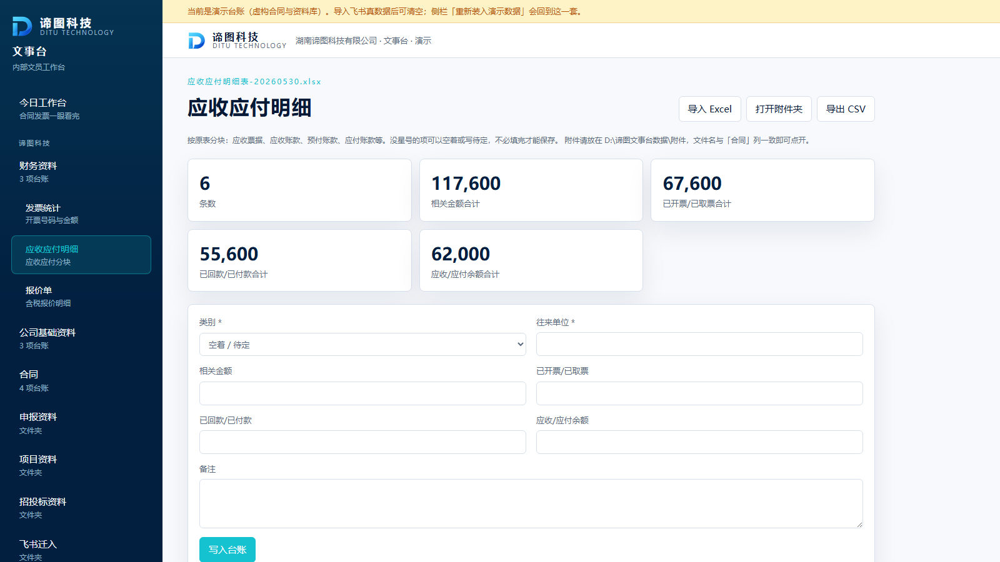 谛图科技
DITU TECHNOLOGY
文事台
内部文员工作台
今日工作台
合同发票一眼看完
谛图科技
财务资料
3 项台账
发票统计
开票号码与金额
应收应付明细
应收应付分块
报价单
含税报价明细
公司基础资料
3 项台账
合同
4 项台账
申报资料
文件夹
项目资料
文件夹
招投标资料
文件夹
飞书迁入
文件夹
当前是演示台账（虚构合同与资料库）。导入飞书真数据后可清空；侧栏「重新装入演示数据」会回到这一套。
谛图科技
DITU TECHNOLOGY
湖南谛图科技有限公司 · 文事台 · 演示
应收应付明细表-20260530.xlsx
应收应付明细
导入 Excel
打开附件夹
导出 CSV
按原表分块：应收票据、应收账款、预付账款、应付账款等。没星号的项可以空着或写待定，不必填完才能保存。 附件请放在 D:\谛图文事台数据\附件，文件名与「合同」列一致即可点开。
6
条数
117,600
相关金额合计
67,600
已开票/已取票合计
55,600
已回款/已付款合计
62,000
应收/应付余额合计
类别 *
往来单位 *
空着 / 待定
相关金额
已开票/已取票
已回款/已付款
应收/应付余额
备注
写入台账